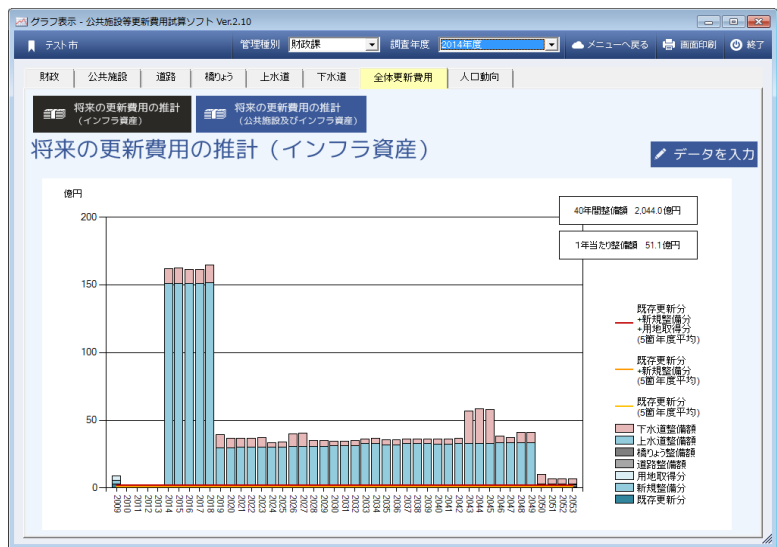 グラフ表示 - 公共施設等更新費用試算ソフト Ver.2.10
テスト市 管理種別 財政課 調査年度 2014年度 メニューへ戻る 画面印刷 終了
財政 公共施設 道路 橋りょう 上水道 下水道 全体更新費用 人口動向
将来の更新費用の推計 将来の更新費用の推計
(インフラ資産) (公共施設及びインフラ資産)
将来の更新費用の推計（インフラ資産） データを入力
億円
40年間整備額 2,044.0億円
1年当たり整備額 51.1億円
200
150
100
50
0
既存更新分
+新規整備分
+用地取得分
(5箇年度平均)
既存更新分
+新規整備分
(5箇年度平均)
既存更新分
(5箇年度平均)
下水道整備額
上水道整備額
橋りょう整備額
道路整備額
用地取得分
新規整備分
既存更新分
2009 2010 2011 2012 2013 2014 2015 2016 2017 2018 2019 2020 2021 2022 2023 2024 2025 2026 2027 2028 2029 2030 2031 2032 2033 2034 2035 2036 2037 2038 2039 2040 2041 2042 2043 2044 2045 2046 2047 2048 2049 2050 2051 2052 2053